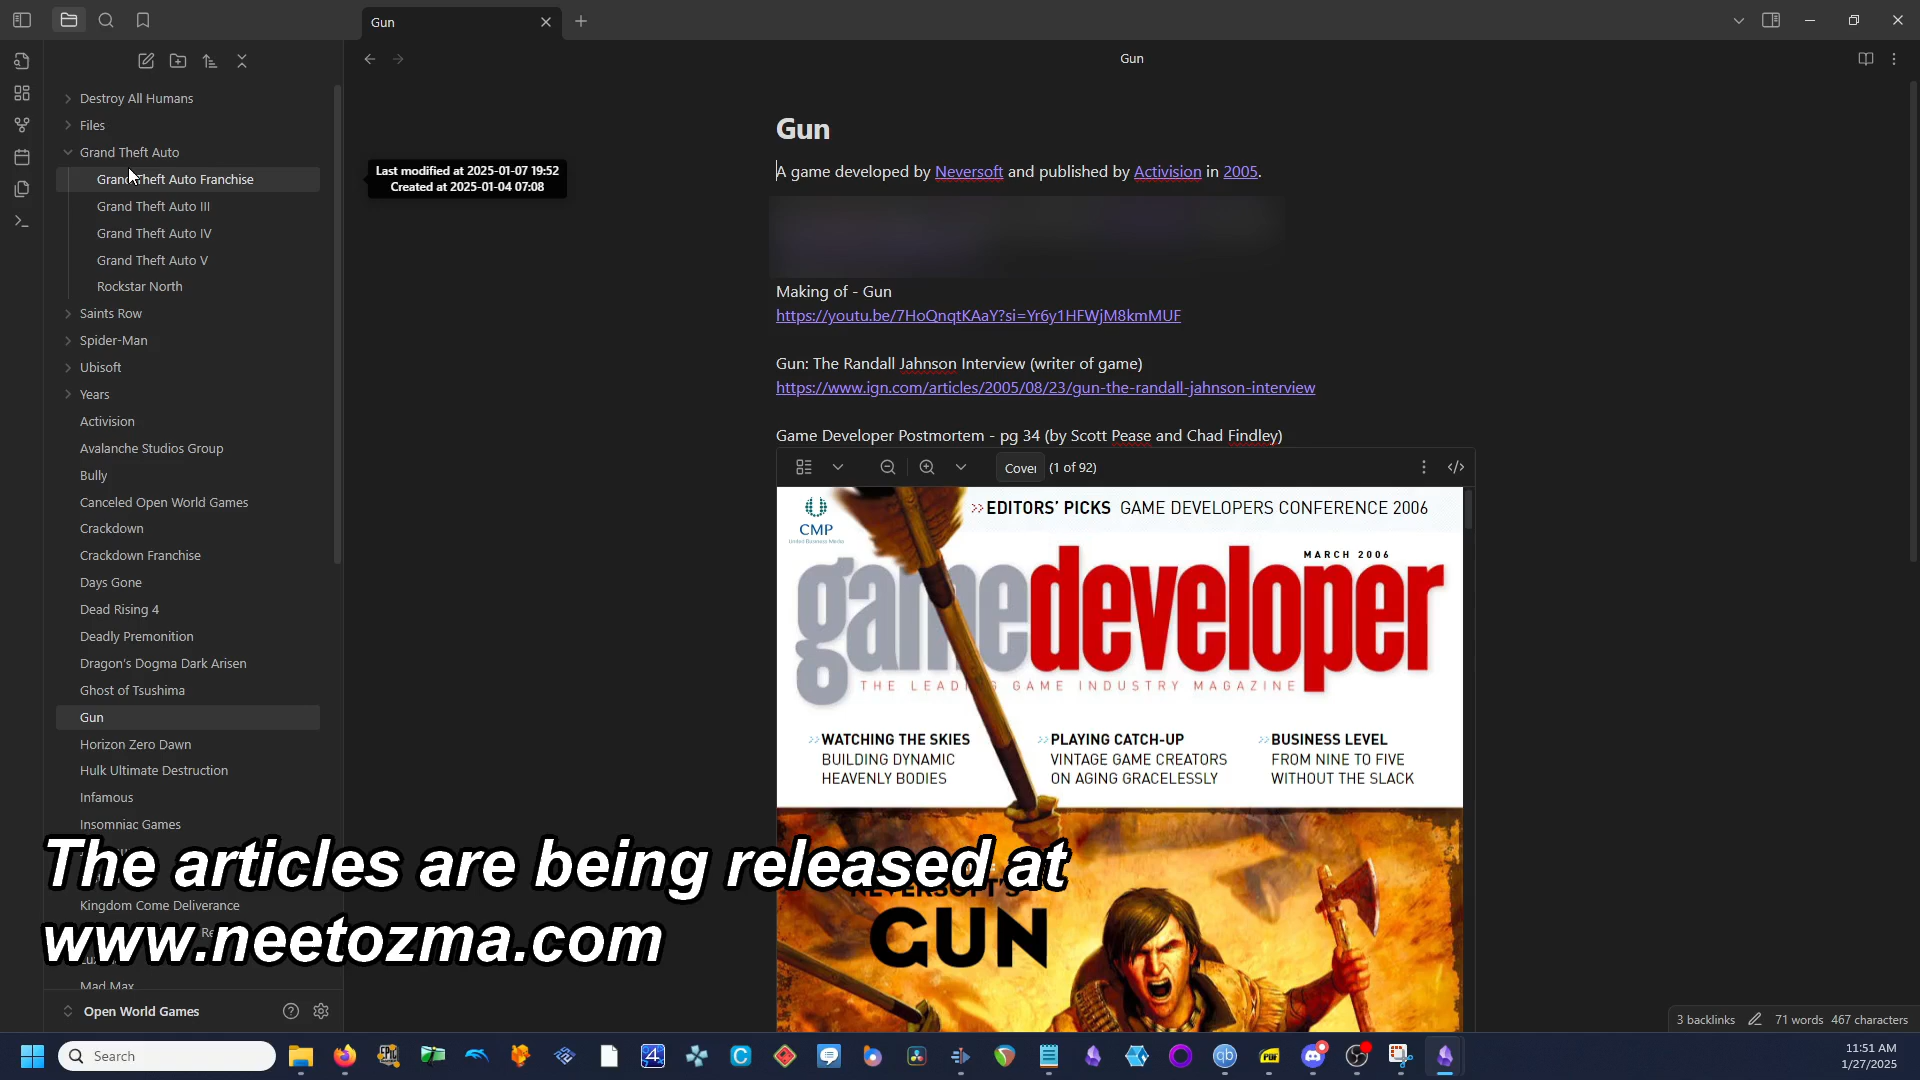 Gun
Gun
Destroy All Humans
Files
Grand Theft Auto
Grand Theft Auto Franchise
Grand Theft Auto III
Grand Theft Auto IV
Grand Theft Auto V
Rockstar North
Saints Row
Spider-Man
Ubisoft
Years
Activision
Avalanche Studios Group
Bully
Canceled Open World Games
Crackdown
Crackdown Franchise
Days Gone
Dead Rising 4
Deadly Premonition
Dragon's Dogma Dark Arisen
Ghost of Tsushima
Gun
Horizon Zero Dawn
Hulk Ultimate Destruction
Infamous
Insomniac Games
Kingdom Come Deliverance
Mad Max
Open World Games
Last modified at 2025-01-07 19:52
Created at 2025-01-04 07:08
Gun
A game developed by Neversoft and published by Activision in 2005.
Making of - Gun
https://youtu.be/7HoQnqtKAaY?si=Yr6y1HFWjM8kmMUF
Gun: The Randall Jahnson Interview (writer of game)
https://www.ign.com/articles/2005/08/23/gun-the-randall-jahnson-interview
Game Developer Postmortem - pg 34 (by Scott Pease and Chad Findley)
Cover (1 of 92)
CMP
United Business Media
>> EDITORS' PICKS GAME DEVELOPERS CONFERENCE 2006
MARCH 2006
gamedeveloper
THE LEADING GAME INDUSTRY MAGAZINE
>> WATCHING THE SKIES
BUILDING DYNAMIC
HEAVENLY BODIES
>> PLAYING CATCH-UP
VINTAGE GAME CREATORS
ON AGING GRACELESSLY
>> BUSINESS LEVEL
FROM NINE TO FIVE
WITHOUT THE SLACK
NEVERSOFT'S
GUN
The articles are being released at
www.neetozma.com
3 backlinks 71 words 467 characters
Search
11:51 AM
1/27/2025